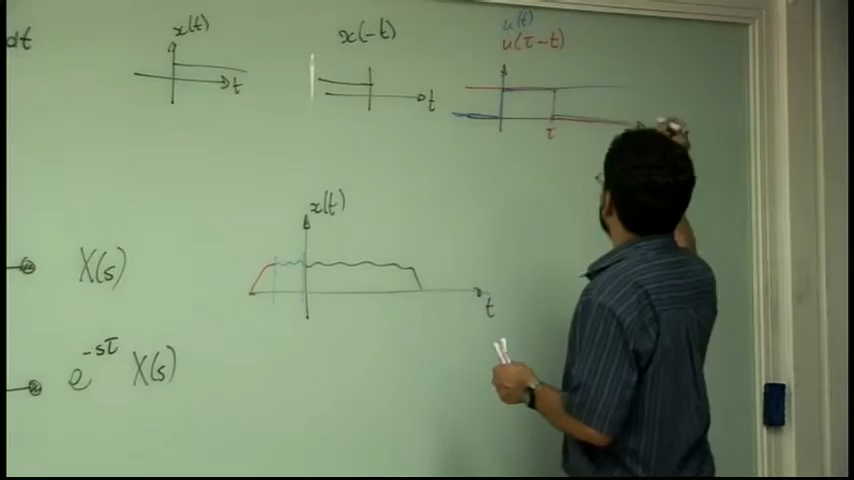 dt
x(t)
t
x(-t)
t
u(t)
u(τ-t)
τ
x(t)
t
X(s)
e^{-sτ} X(s)